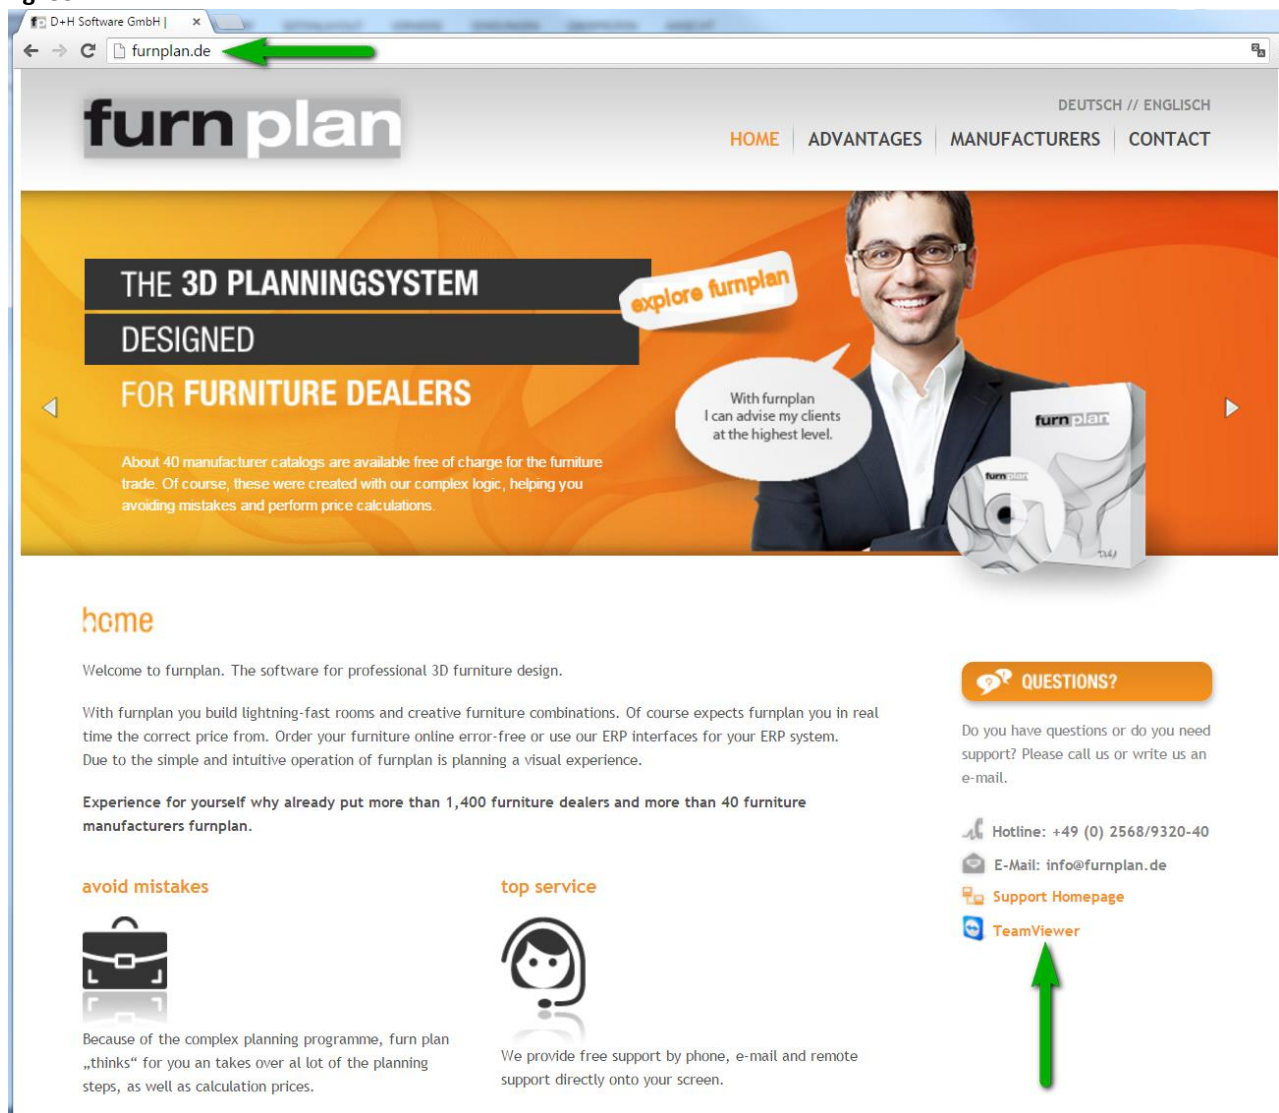 D+H Software GmbH |
furnplan.de
furnplan
DEUTSCH // ENGLISCH
HOME ADVANTAGES MANUFACTURERS CONTACT
THE 3D PLANNINGSYSTEM
DESIGNED
FOR FURNITURE DEALERS
explore furnplan
With furnplan
I can advise my clients
at the highest level.
About 40 manufacturer catalogs are available free of charge for the furniture
trade. Of course, these were created with our complex logic, helping you
avoiding mistakes and perform price calculations.
furnplan
furnplan
home
Welcome to furnplan. The software for professional 3D furniture design.
With furnplan you build lightning-fast rooms and creative furniture combinations. Of course expects furnplan you in real
time the correct price from. Order your furniture online error-free or use our ERP interfaces for your ERP system.
Due to the simple and intuitive operation of furnplan is planning a visual experience.
Experience for yourself why already put more than 1,400 furniture dealers and more than 40 furniture
manufacturers furnplan.
avoid mistakes
Because of the complex planning programme, furn plan
„thinks“ for you an takes over al lot of the planning
steps, as well as calculation prices.
top service
We provide free support by phone, e-mail and remote
support directly onto your screen.
QUESTIONS?
Do you have questions or do you need
support? Please call us or write us an
e-mail.
Hotline: +49 (0) 2568/9320-40
E-Mail: info@furnplan.de
Support Homepage
TeamViewer